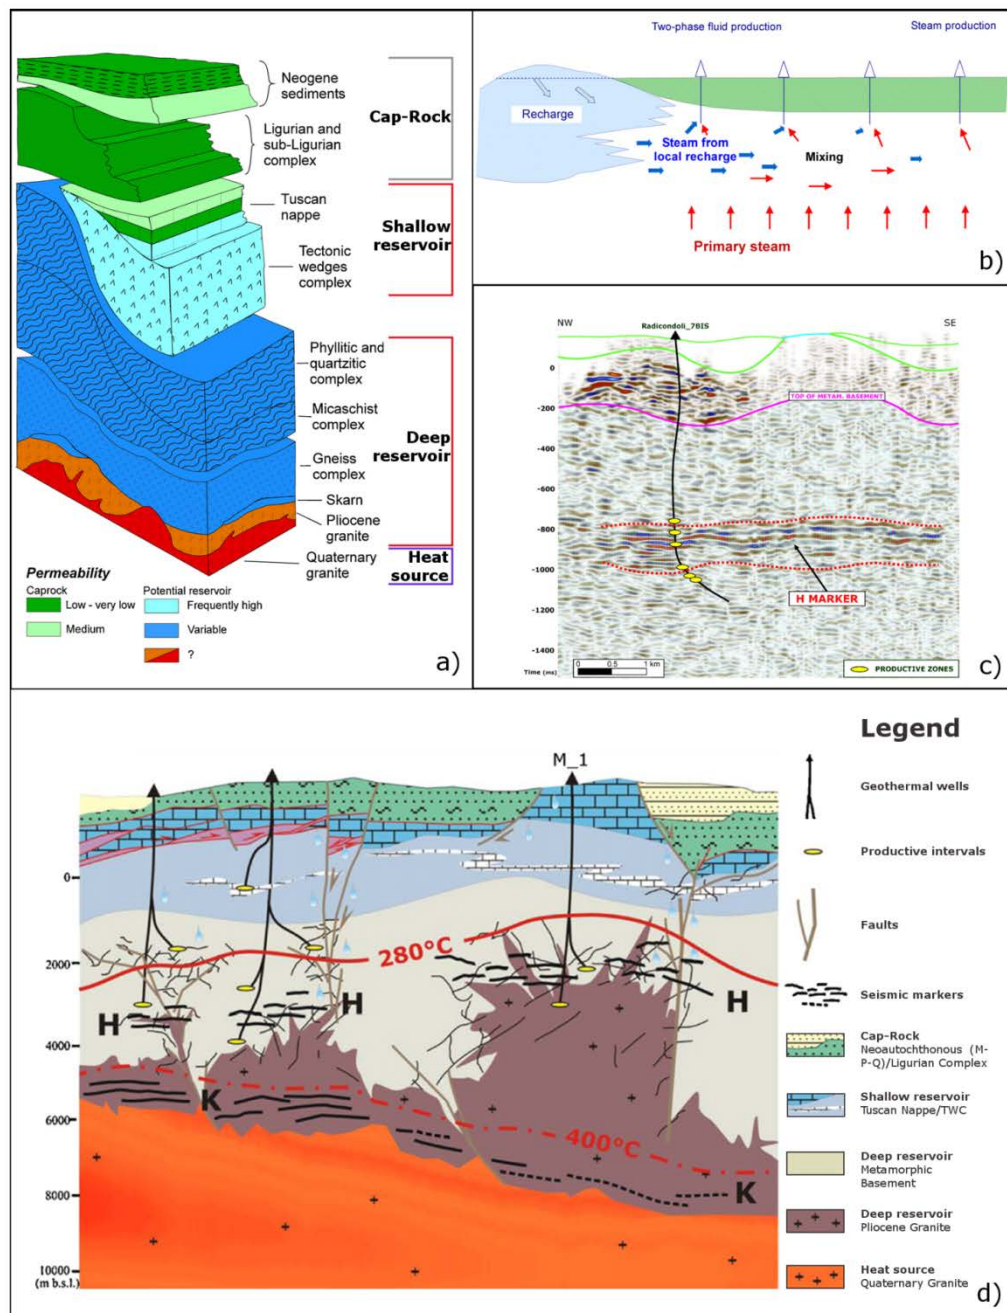 Neogene
sediments
Cap-Rock
Ligurian and
sub-Ligurian
complex
Tuscan
nappe
Shallow
reservoir
Tectonic
wedges
complex
Phyllitic and
quartzitic
complex
Micaschist
complex
Deep
reservoir
Gneiss
complex
Skarn
Pliocene
granite
Quaternary
granite
Heat
source
Permeability
Caprock
Potential reservoir
Low - very low
Frequently high
Medium
Variable
?
a)
Two-phase fluid production
Steam production
Recharge
Steam from
local recharge
Mixing
Primary steam
b)
NW
Radicondoli_7BIS
SE
0
-200
TOP OF METAM. BASEMENT
-400
-600
-800
-1000
H MARKER
-1200
-1400
Time (ms)
0 0.5 1 km
PRODUCTIVE ZONES
c)
M_1
0
280°C
2000
H
H
H
4000
K
6000
400°C
K
8000
10000
(m b.s.l.)
Legend
Geothermal wells
Productive intervals
Faults
Seismic markers
Cap-Rock
Neoautochthonous (M-
P-Q)/Ligurian Complex
Shallow reservoir
Tuscan Nappe/TWC
Deep reservoir
Metamorphic
Basement
Deep reservoir
Pliocene Granite
Heat source
Quaternary Granite
d)